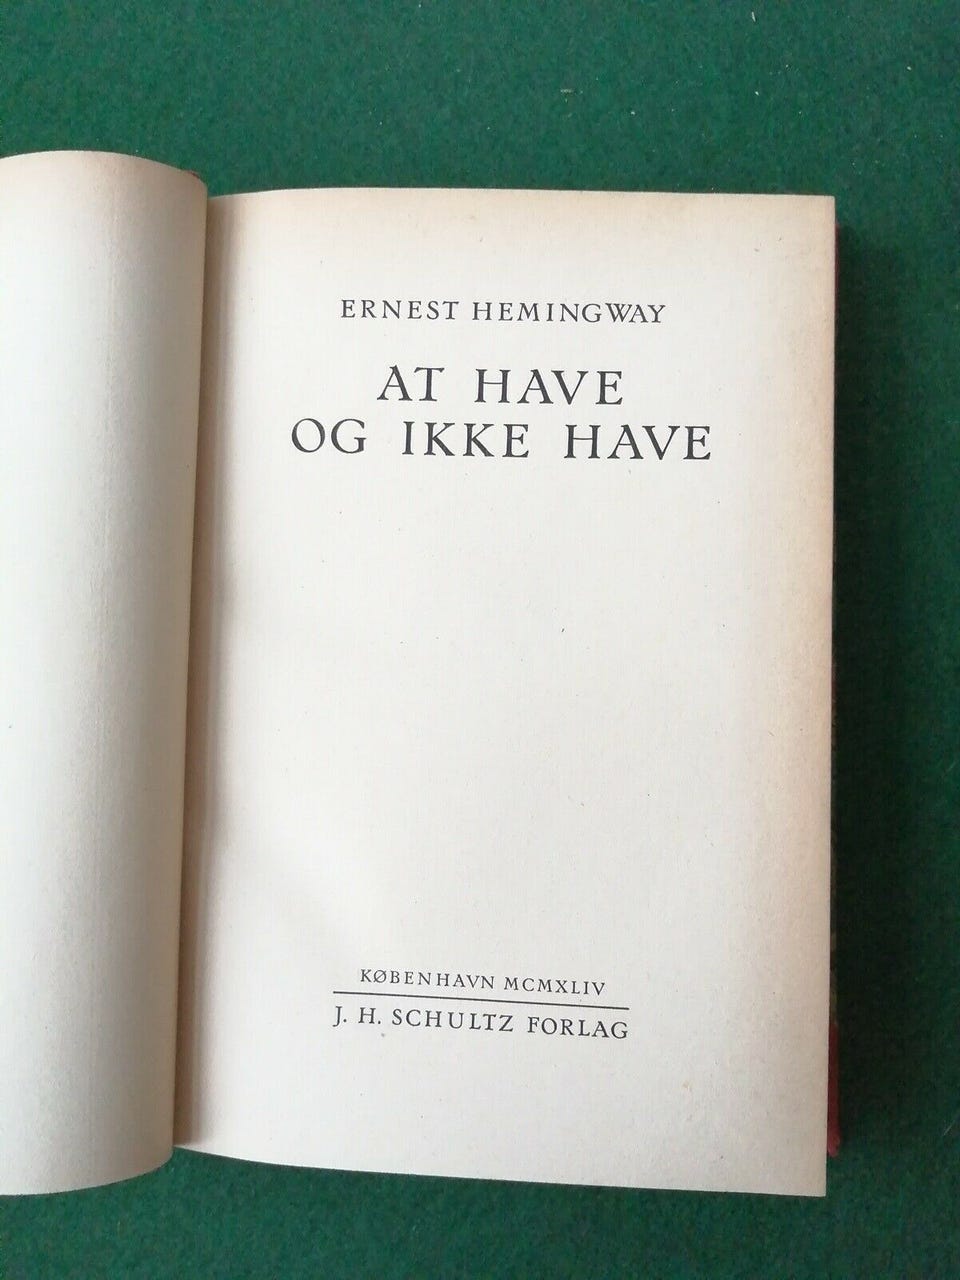 ERNEST HEMINGWAY
AT HAVE
OG IKKE HAVE
KØBENHAVN MCMXLIV
J. H. SCHULTZ FORLAG